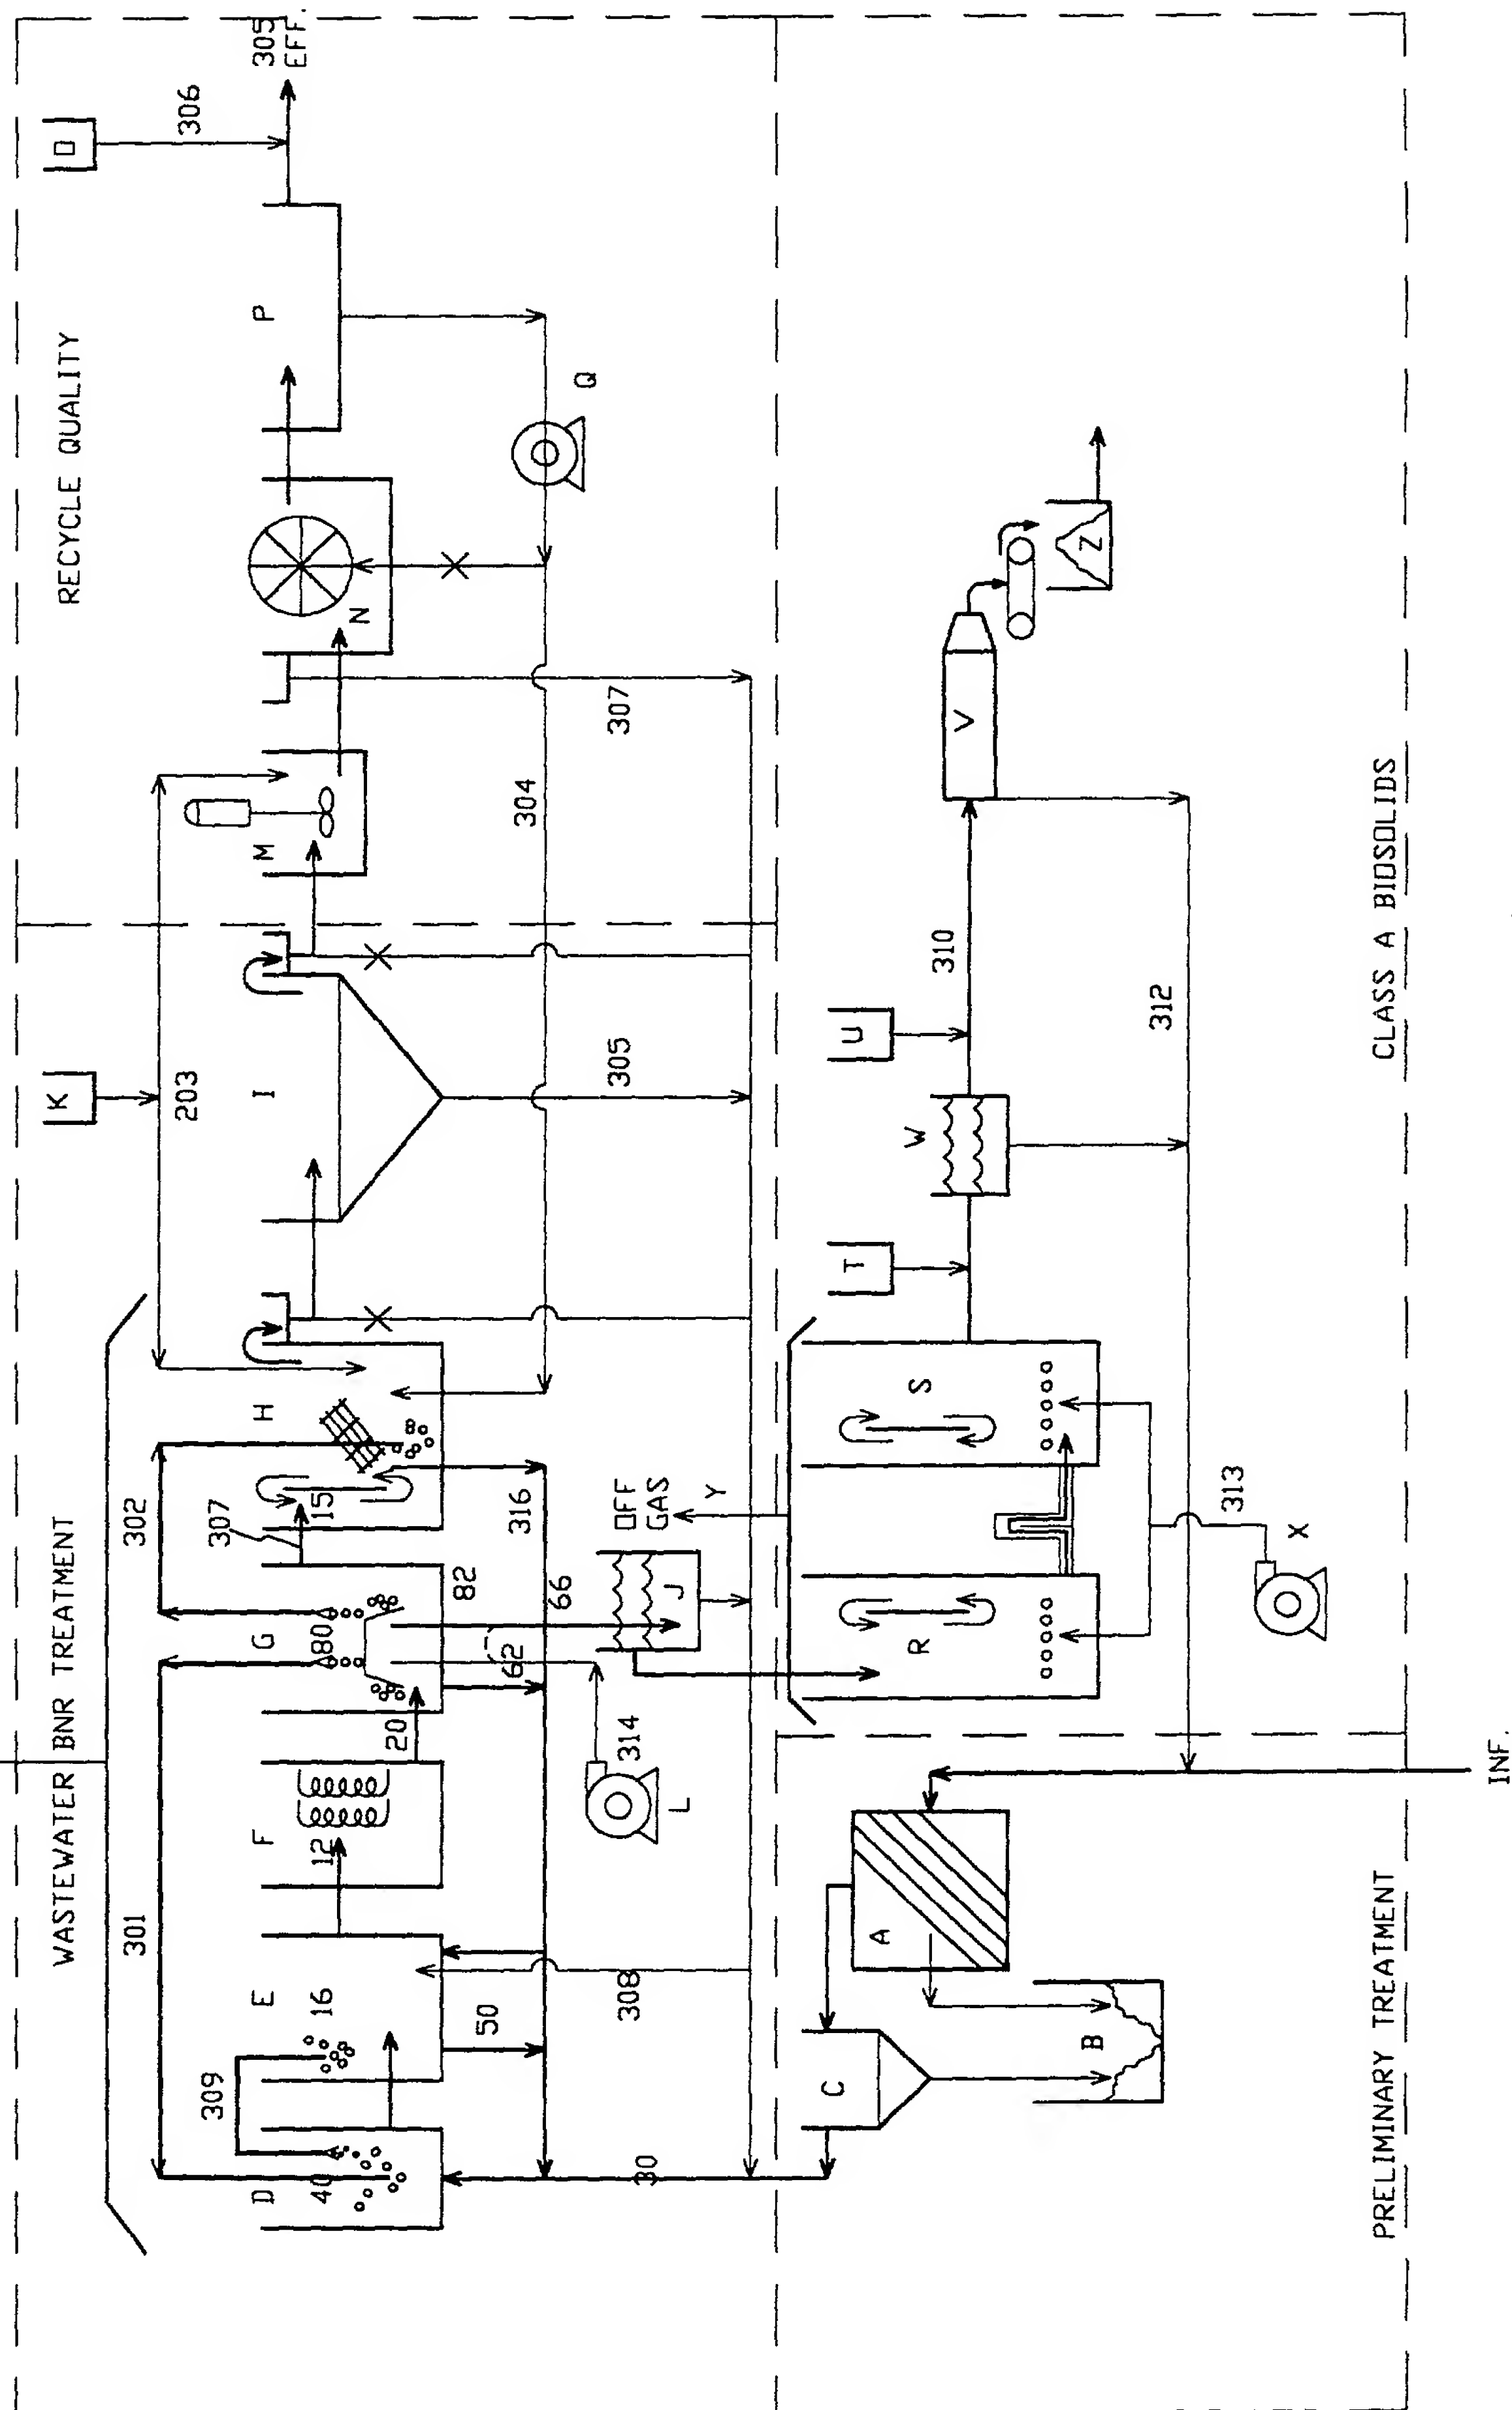 WASTEWATER BNR TREATMENT
K
RECYCLE QUALITY
O
301
302
203
306
309
307
305
EFF.
D
E
F
G
H
I
M
P
40
16
12
80
15
N
20
82
50
316
304
62
66
Q
308
314
305
307
30
L
J
OFF
GAS
Y
C
A
R
S
T
W
U
310
V
B
Z
312
313
X
PRELIMINARY TREATMENT
CLASS A BIOSOLIDS
INF.